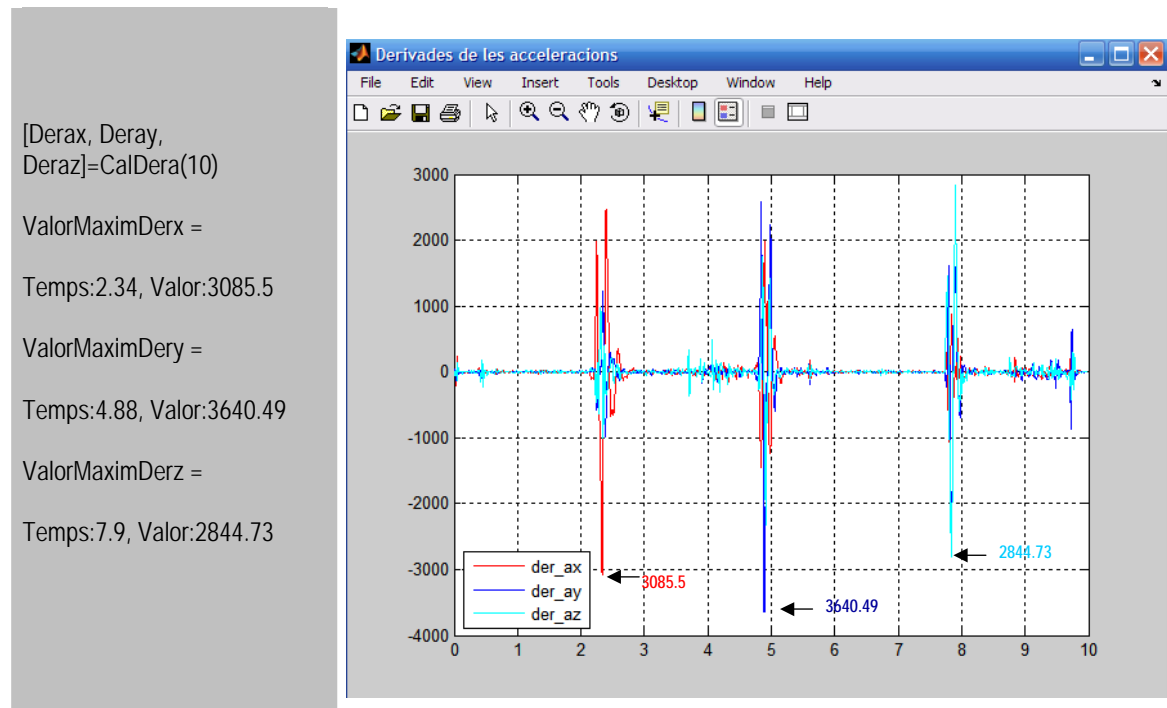 [Derax, Deray,
Deraz]=CalDera(10)
ValorMaximDerx =
Temps:2.34, Valor:3085.5
ValorMaximDery =
Temps:4.88, Valor:3640.49
ValorMaximDerz =
Temps:7.9, Valor:2844.73
Derivades de les acceleracions
File Edit View Insert Tools Desktop Window Help
3000
2000
1000
0
-1000
-2000
-3000
-4000
2844.73
3085.5
3640.49
der_ax
der_ay
der_az
0 1 2 3 4 5 6 7 8 9 10